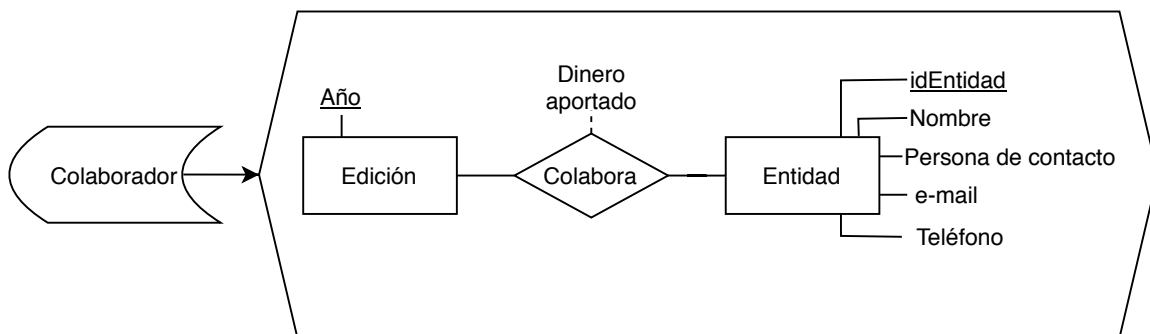 Dinero
aportado
idEntidad
Año
Nombre
Colaborador
Edición
Colabora
Entidad
Persona de contacto
e-mail
Teléfono